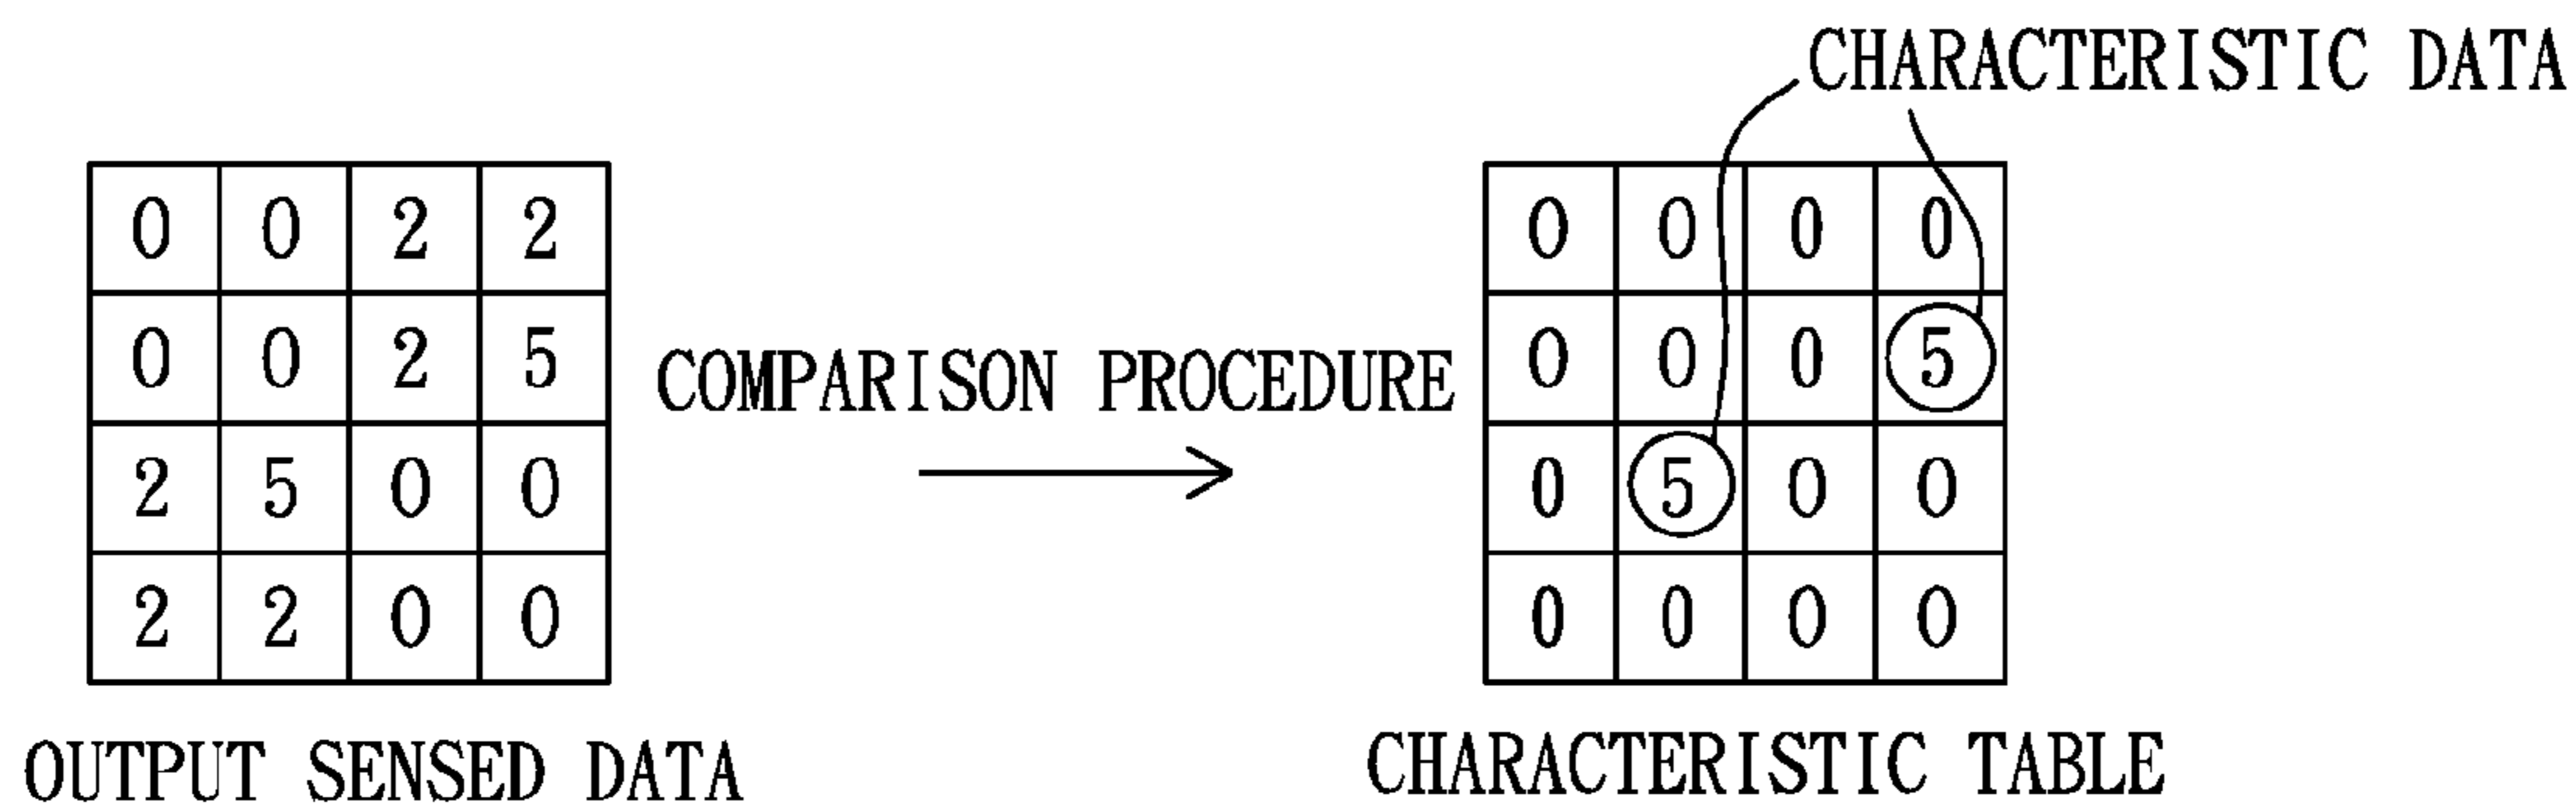 CHARACTERISTIC DATA
0 0 2 2
0 0 2 5
2 5 0 0
2 2 0 0
COMPARISON PROCEDURE
0 0 0 0
0 0 0 5
0 5 0 0
0 0 0 0
OUTPUT SENSED DATA
CHARACTERISTIC TABLE